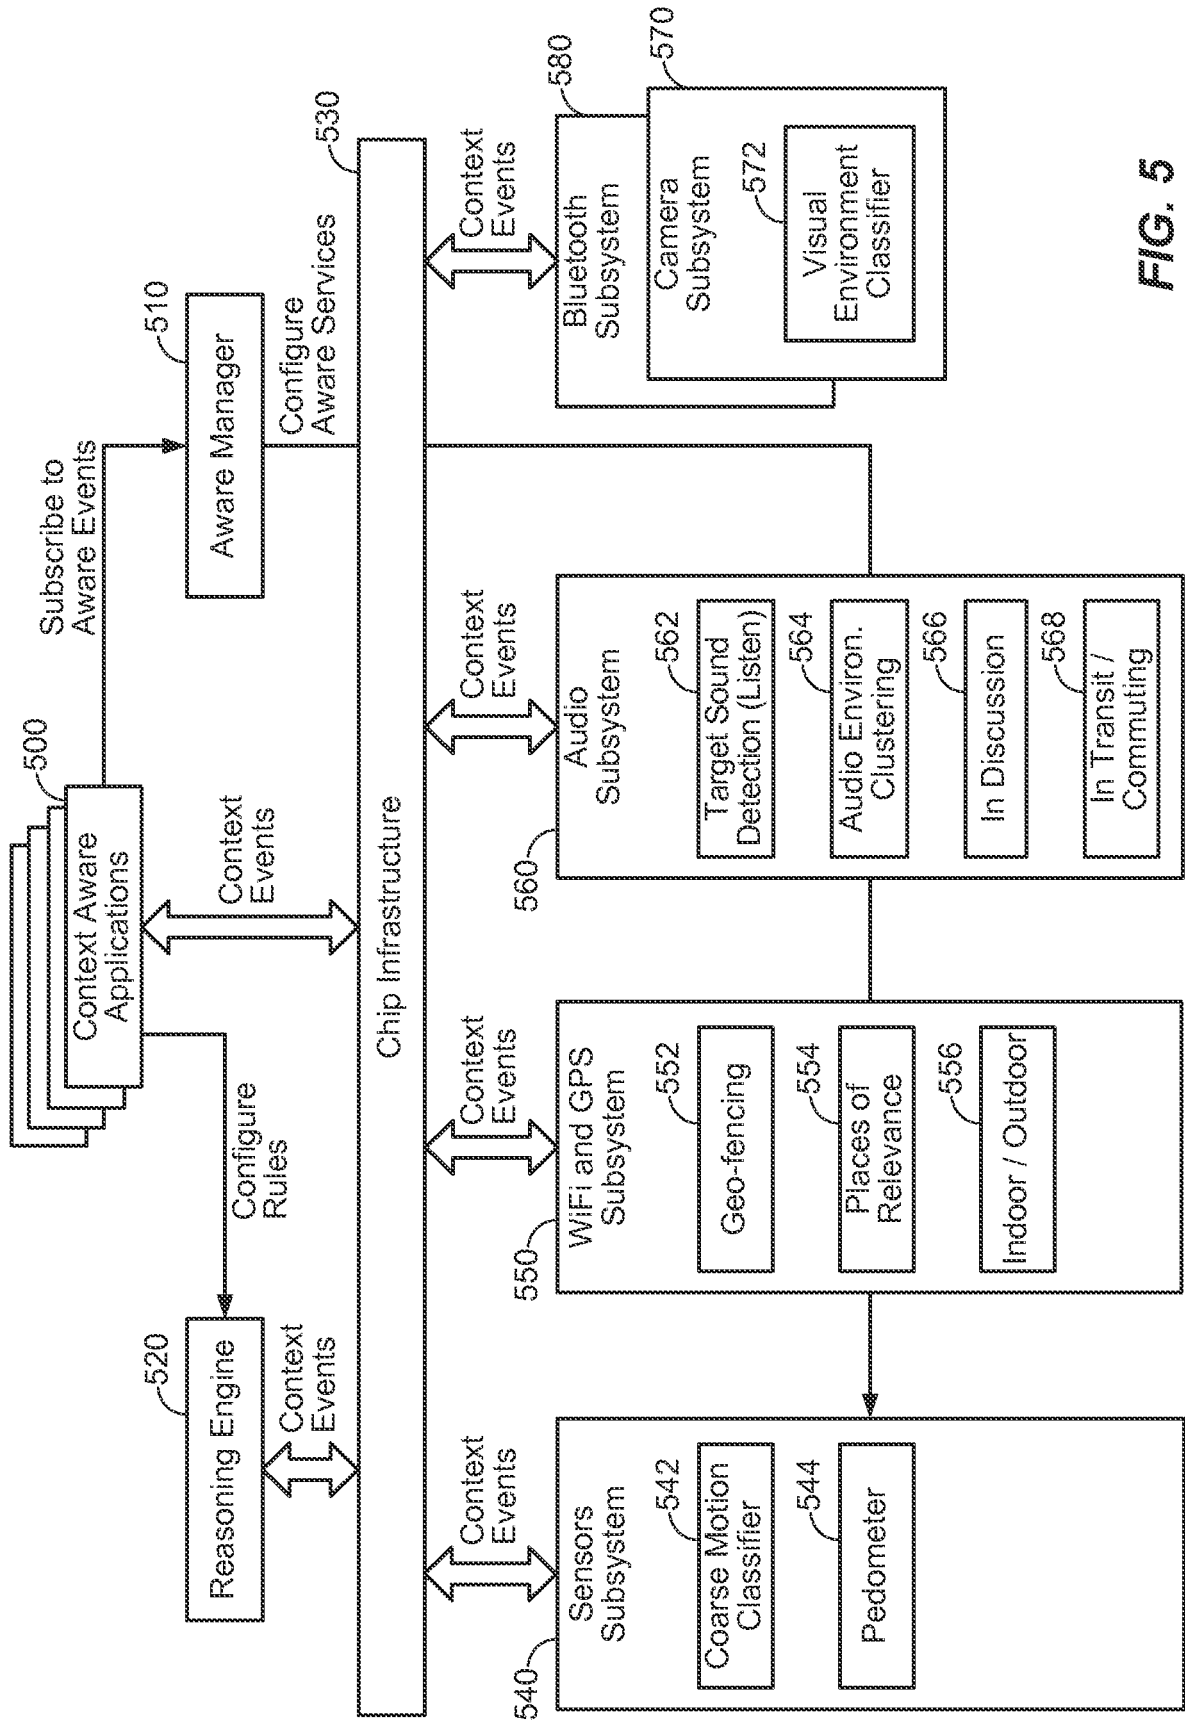 500
Context Aware
Applications
Subscribe to
Aware Events
Configure
Rules
520
Reasoning Engine
510
Aware Manager
Context
Events
Context
Events
Configure
Aware Services
530
Chip Infrastructure
Context
Events
Context
Events
Context
Events
Context
Events
540
Sensors
Subsystem
542
Coarse Motion
Classifier
544
Pedometer
550
WiFi and GPS
Subsystem
552
Geo-fencing
554
Places of
Relevance
556
Indoor / Outdoor
560
Audio
Subsystem
562
Target Sound
Detection (Listen)
564
Audio Environ.
Clustering
566
In Discussion
568
In Transit /
Commuting
580
Bluetooth
Subsystem
570
Camera
Subsystem
572
Visual
Environment
Classifier
FIG. 5